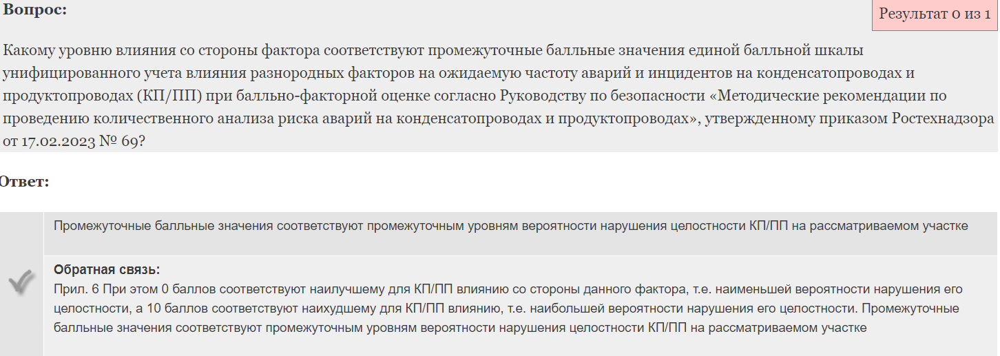 Вопрос:
Результат 0 из 1
Какому уровню влияния со стороны фактора соответствуют промежуточные балльные значения единой балльной шкалы
унифицированного учета влияния разнородных факторов на ожидаемую частоту аварий и инцидентов на конденсатопроводах и
продуктопроводах (КП/ПП) при балльно-факторной оценке согласно Руководству по безопасности «Методические рекомендации по
проведению количественного анализа риска аварий на конденсатопроводах и продуктопроводах», утвержденному приказом Ростехнадзора
от 17.02.2023 № 69?
Ответ:
Промежуточные балльные значения соответствуют промежуточным уровням вероятности нарушения целостности КП/ПП на рассматриваемом участке
Обратная связь:
Прил. 6 При этом 0 баллов соответствуют наилучшему для КП/ПП влиянию со стороны данного фактора, т.е. наименьшей вероятности нарушения его
целостности, а 10 баллов соответствуют наихудшему для КП/ПП влиянию, т.е. наибольшей вероятности нарушения его целостности. Промежуточные
балльные значения соответствуют промежуточным уровням вероятности нарушения целостности КП/ПП на рассматриваемом участке